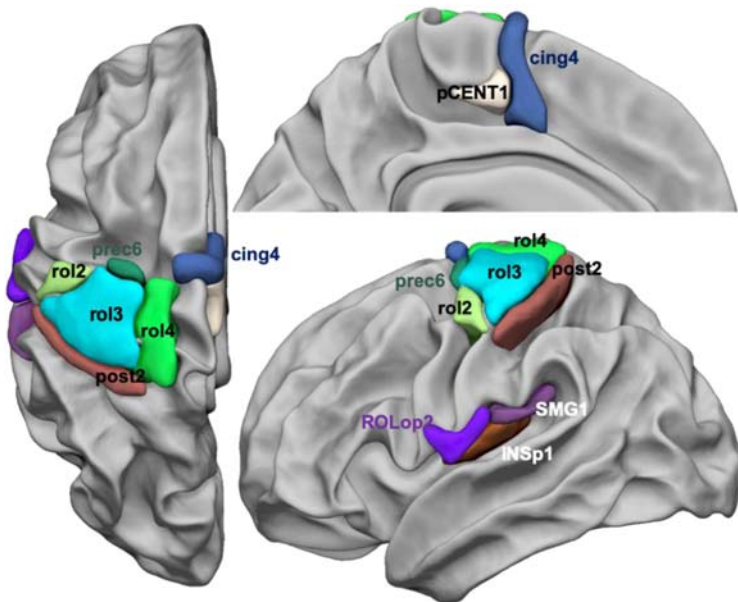 cing4
pCENT1
prec6
rol2
cing4
rol3
rol4
post2
rol4
prec6
rol3
post2
rol2
SMG1
ROLop2
INSp1